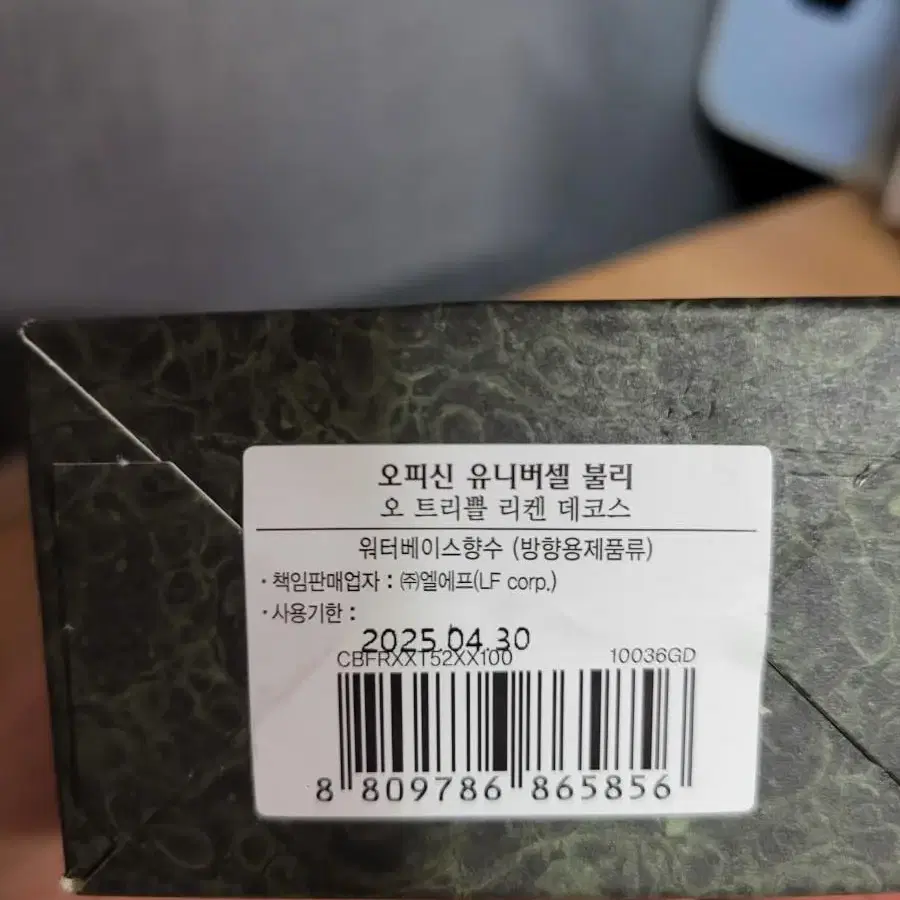 오피신 유니버셀 불리
오 트리쁠 리켄 데코스
워터베이스향수 (방향용제품류)
· 책임판매업자 : ㈜엘에프(LF corp.)
· 사용기한 :
2025.04.30
CBFRXXT52XX100 10036GD
8 809786 865856